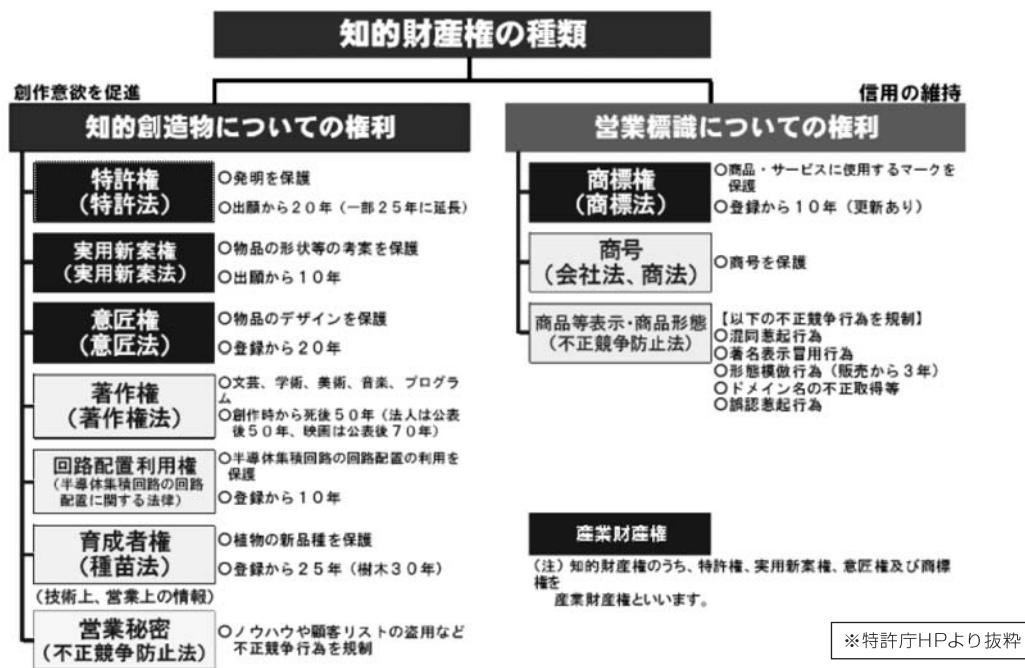 知的財産権の種類
創作意欲を促進
知的創造物についての権利
特許権
(特許法)
○発明を保護
○出願から20年(一部25年に延長)
実用新案権
(実用新案法)
○物品の形状等の考案を保護
○出願から10年
意匠権
(意匠法)
○物品のデザインを保護
○登録から20年
著作権
(著作権法)
○文芸、学術、美術、音楽、プログラ
ム
○創作時から死後50年(法人は公表
後50年、映画は公表後70年)
回路配置利用権
(半導体集積回路の回路
配置に関する法律)
○半導体集積回路の回路配置の利用を
保護
○登録から10年
育成者権
(種苗法)
○植物の新品種を保護
○登録から25年(樹木30年)
(技術上、営業上の情報)
営業秘密
(不正競争防止法)
○ノウハウや顧客リストの盗用など
不正競争行為を規制
信用の維持
営業標識についての権利
商標権
(商標法)
○商品・サービスに使用するマークを
保護
○登録から10年(更新あり)
商号
(会社法、商法)
○商号を保護
商品等表示・商品形態
(不正競争防止法)
【以下の不正競争行為を規制】
○混同惹起行為
○著名表示冒用行為
○形態模倣行為(販売から3年)
○ドメイン名の不正取得等
○誤認惹起行為
産業財産権
(注)知的財産権のうち、特許権、実用新案権、意匠権及び商標
権を
産業財産権といいます。
※特許庁HPより抜粋